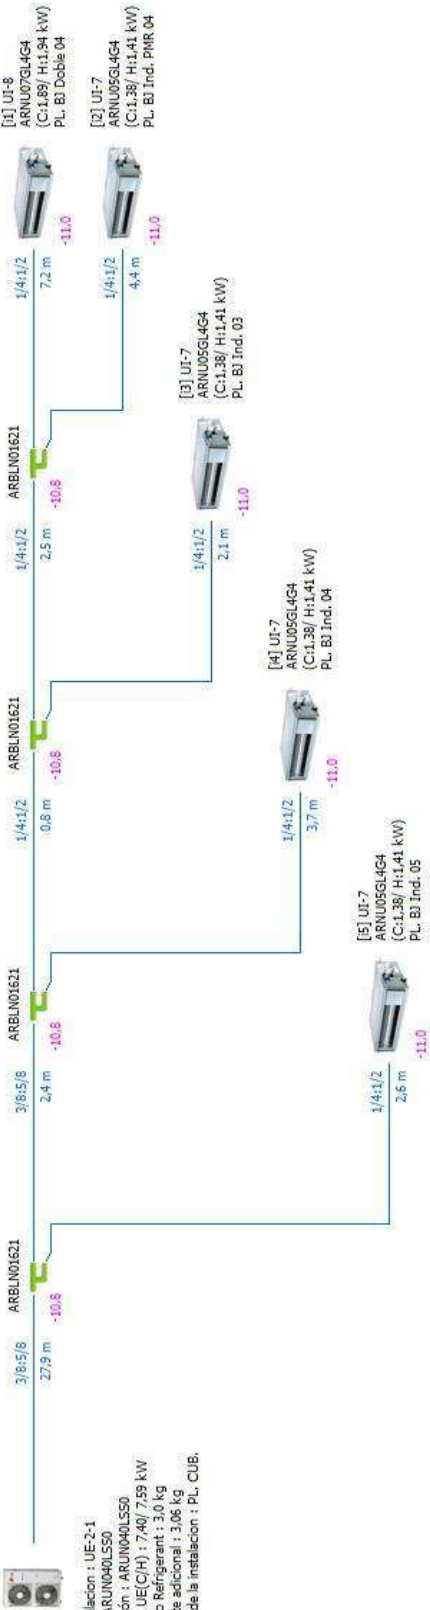 [i1] UI-8
ARNU07GL4G4
(C:1,89/ H:1,94 kW)
PL. BJ Doble 04
1/4:1/2
7,2 m
-11,0
[i2] UI-7
ARNU05GL4G4
(C:1,38/ H:1,41 kW)
PL. BJ Ind. PMR 04
1/4:1/2
4,4 m
-11,0
ARBLN01621
-10,8
1/4:1/2
2,5 m
[i3] UI-7
ARNU05GL4G4
(C:1,38/ H:1,41 kW)
PL. BJ Ind. 03
1/4:1/2
2,1 m
-11,0
ARBLN01621
-10,8
1/4:1/2
0,8 m
[i4] UI-7
ARNU05GL4G4
(C:1,38/ H:1,41 kW)
PL. BJ Ind. 04
1/4:1/2
3,7 m
-11,0
ARBLN01621
-10,8
3/8:5/8
2,4 m
[i5] UI-7
ARNU05GL4G4
(C:1,38/ H:1,41 kW)
PL. BJ Ind. 05
1/4:1/2
2,6 m
-11,0
ARBLN01621
-10,8
3/8:5/8
27,9 m
lacion : UE-2-1
ARUN040LSS0
ón : ARUN040LSS0
UE(C/H) : 7,40/ 7,59 kW
o Refrigerant : 3,0 kg
te adicional : 3,06 kg
de la instalacion : PL. CUB.